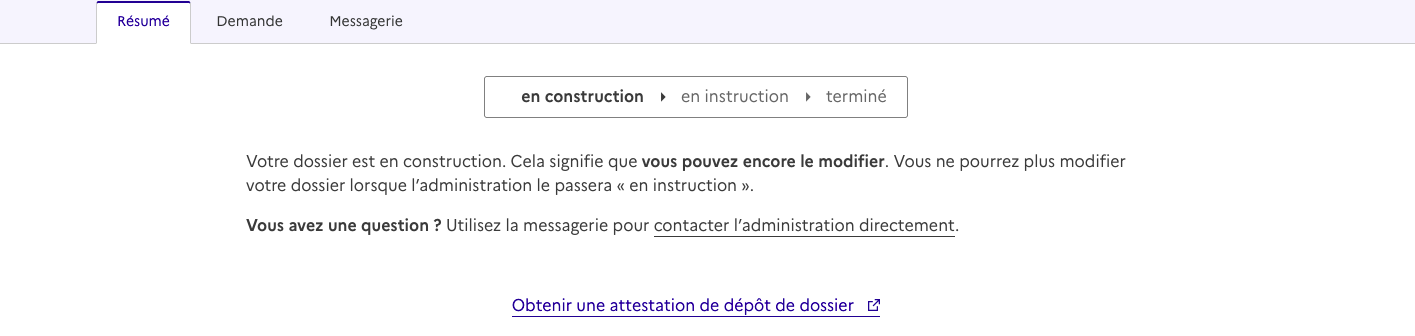 Résumé Demande Messagerie
en construction en instruction terminé
Votre dossier est en construction. Cela signifie que vous pouvez encore le modifier. Vous ne pourrez plus modifier
votre dossier lorsque l’administration le passera « en instruction ».
Vous avez une question ? Utilisez la messagerie pour contacter l’administration directement.
Obtenir une attestation de dépôt de dossier